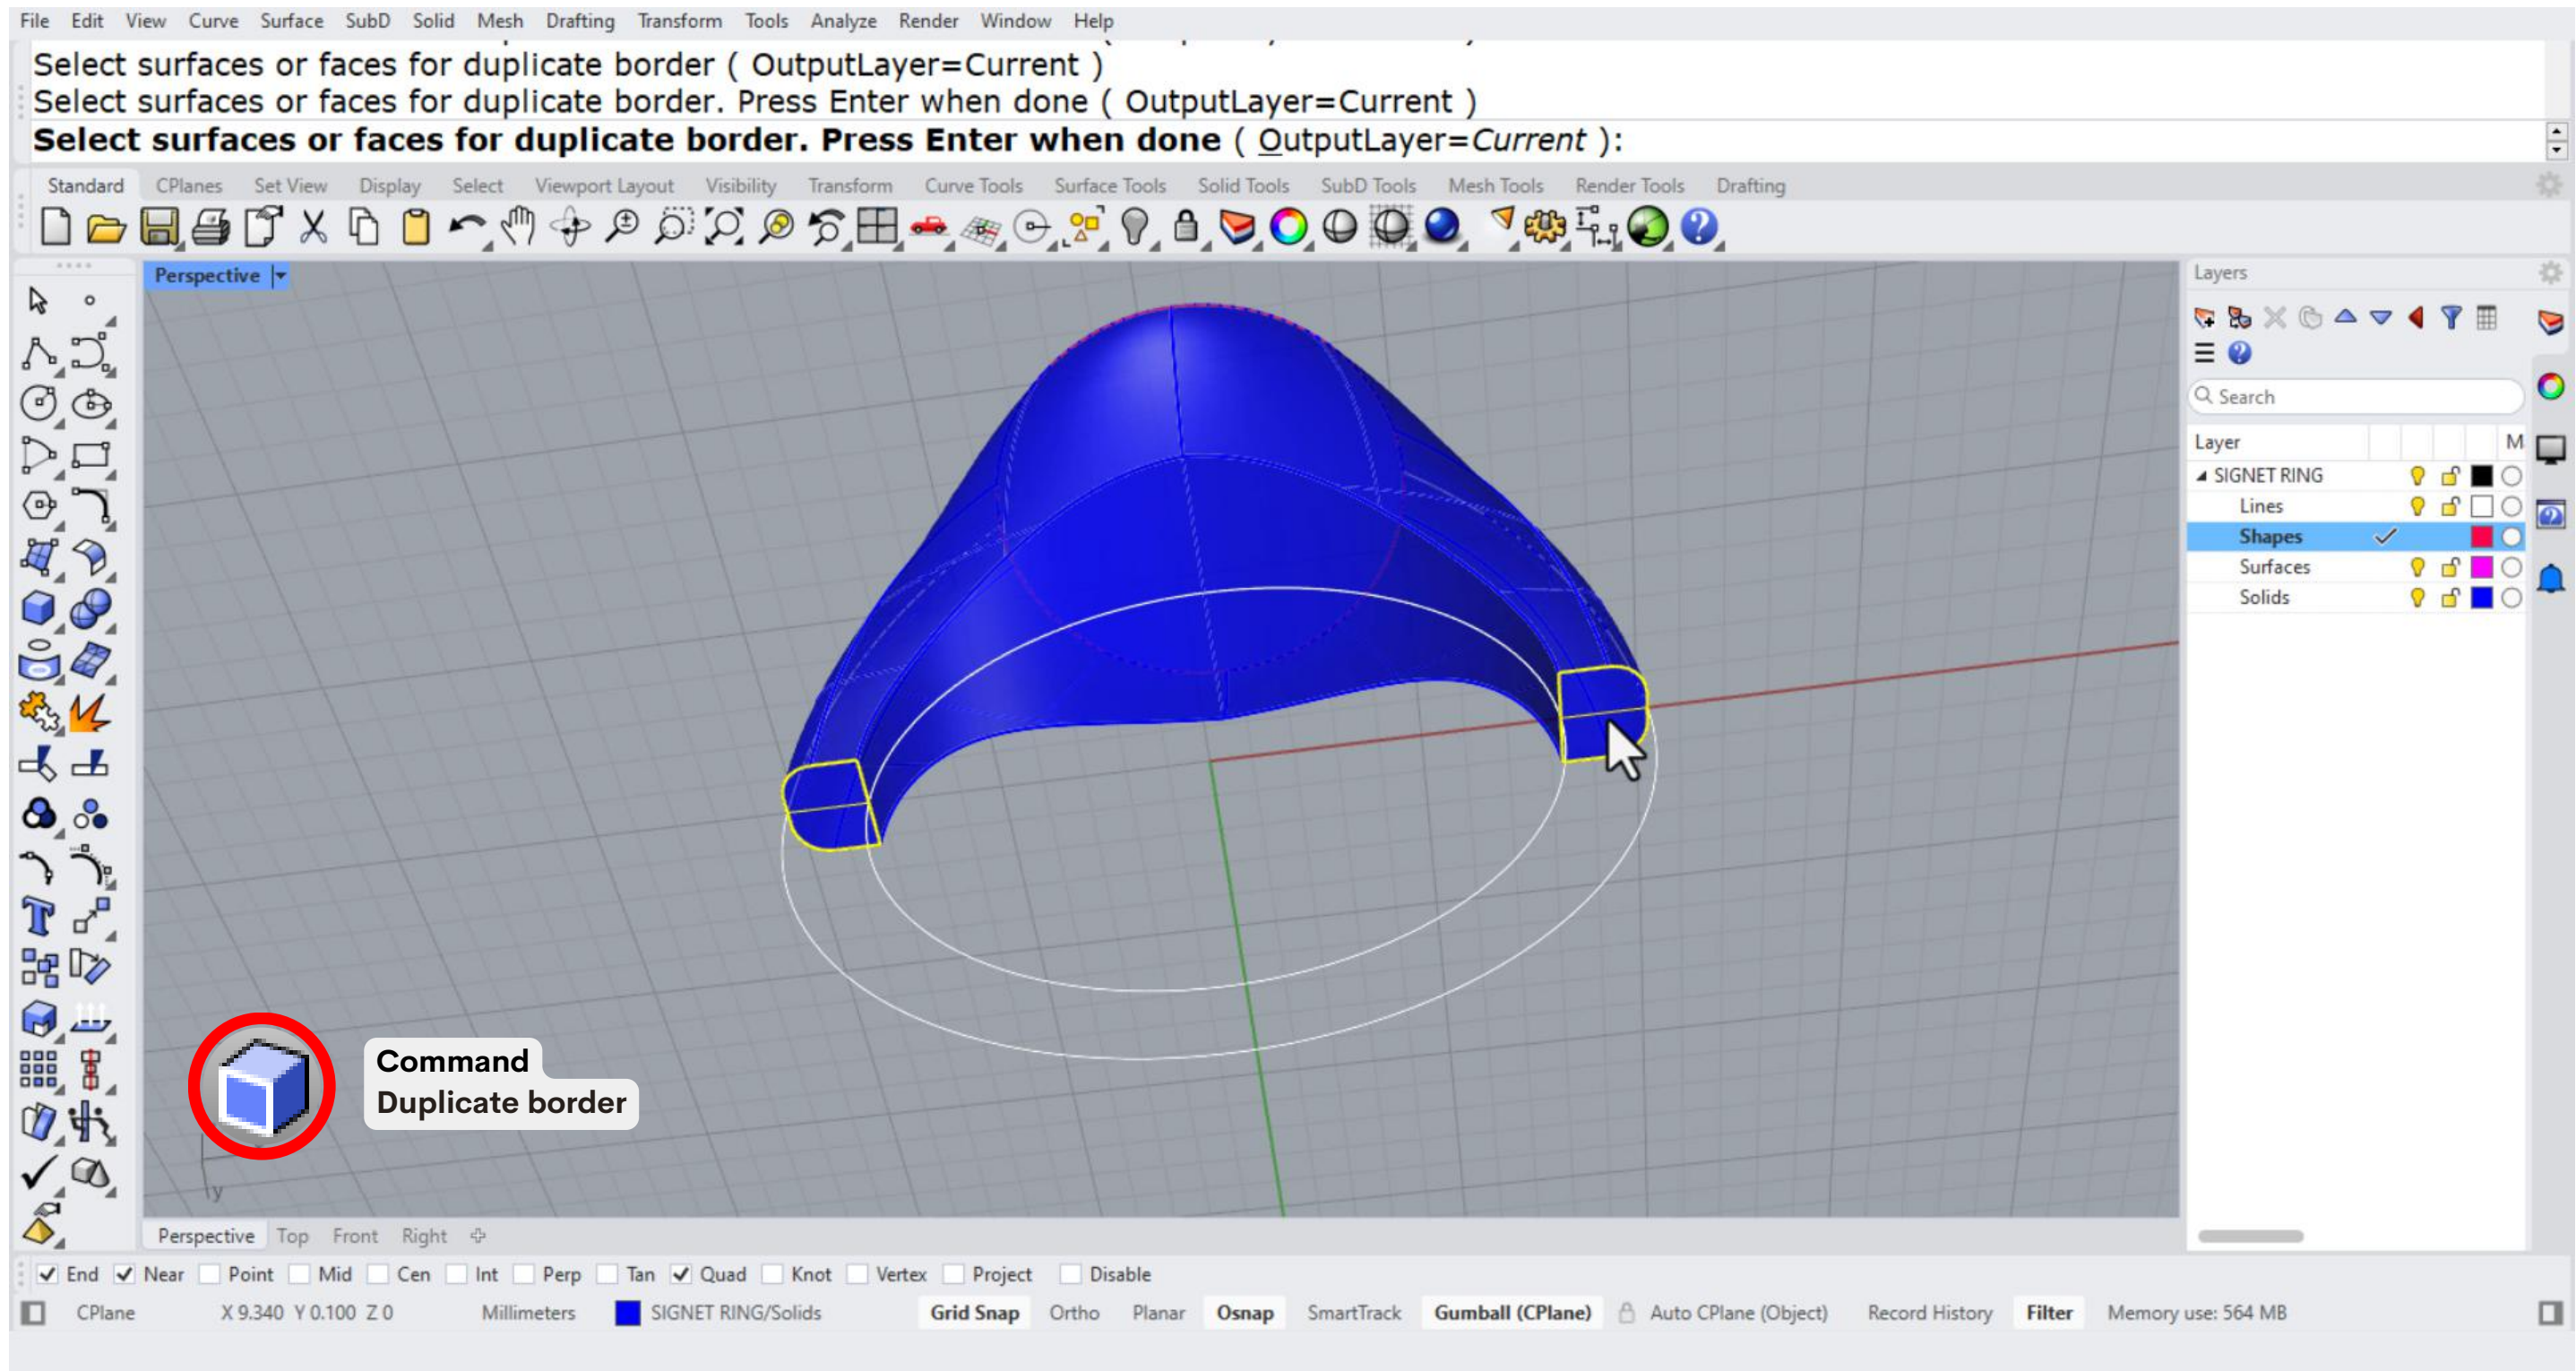 File Edit View Curve Surface SubD Solid Mesh Drafting Transform Tools Analyze Render Window Help
Select surfaces or faces for duplicate border ( OutputLayer=Current )
Select surfaces or faces for duplicate border. Press Enter when done ( OutputLayer=Current )
Select surfaces or faces for duplicate border. Press Enter when done ( OutputLayer=Current ):
Standard CPlanes Set View Display Select Viewport Layout Visibility Transform Curve Tools Surface Tools Solid Tools SubD Tools Mesh Tools Render Tools Drafting
Perspective
Layers
Search
Layer M
SIGNET RING
Lines
Shapes
Surfaces
Solids
Command
Duplicate border
y
Perspective Top Front Right
End Near Point Mid Cen Int Perp Tan Quad Knot Vertex Project Disable
CPlane X 9.340 Y 0.100 Z 0 Millimeters SIGNET RING/Solids Grid Snap Ortho Planar Osnap SmartTrack Gumball (CPlane) Auto CPlane (Object) Record History Filter Memory use: 564 MB